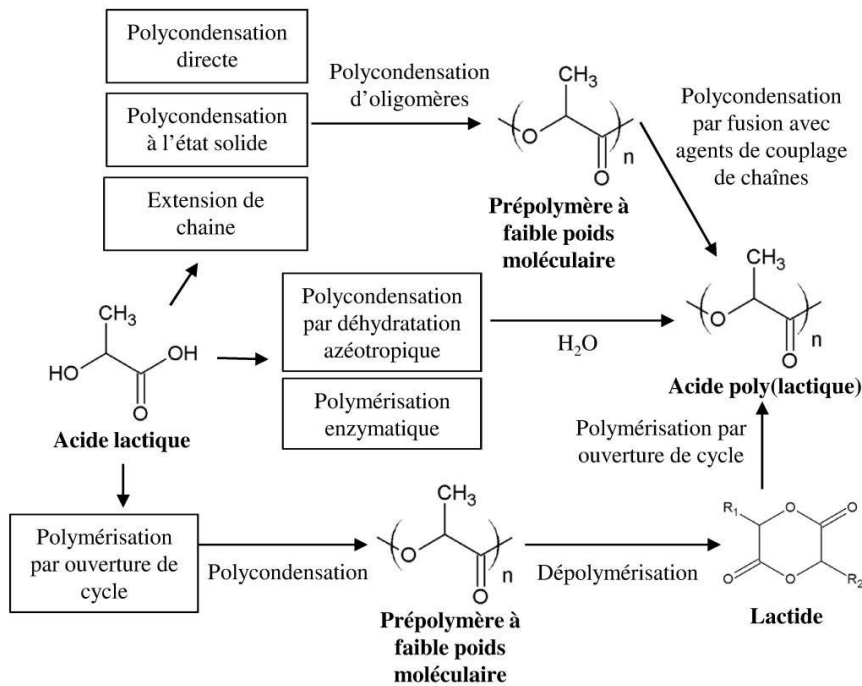 Polycondensation
directe
Polycondensation
à l'état solide
Extension de
chaine
Polycondensation
d'oligomères
CH3
O
O
n
Prépolymère à
faible poids
moléculaire
Polycondensation
par fusion avec
agents de couplage
de chaînes
CH3
HO
OH
O
Acide lactique
Polycondensation
par déhydratation
azéotropique
Polymérisation
enzymatique
H2O
CH3
O
O
n
Acide poly(lactique)
Polymérisation par
ouverture de cycle
Polymérisation
par ouverture de
cycle
Polycondensation
CH3
O
O
n
Prépolymère à
faible poids
moléculaire
Dépolymérisation
R1
O
O
O
O
R2
Lactide